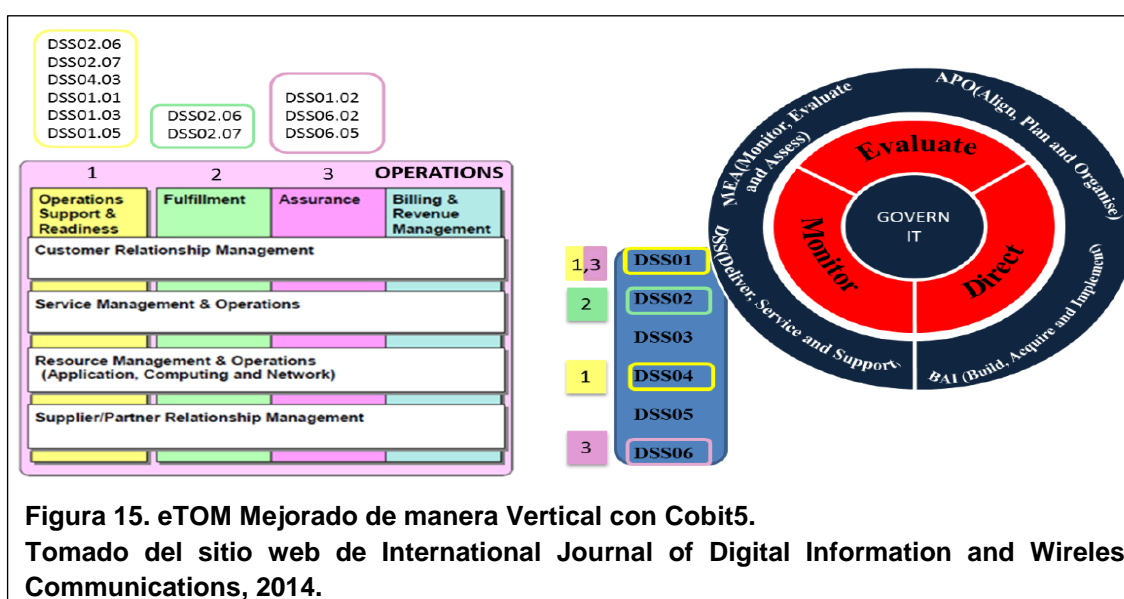 DSS02.06
DSS02.07
DSS04.03
DSS01.01
DSS01.03
DSS01.05
DSS02.06
DSS02.07
DSS01.02
DSS06.02
DSS06.05
1
2
3
OPERATIONS
Operations
Support &
Readiness
Fulfillment
Assurance
Billing &
Revenue
Management
Customer Relationship Management
Service Management & Operations
Resource Management & Operations
(Application, Computing and Network)
Supplier/Partner Relationship Management
1,3
DSS01
2
DSS02
DSS03
1
DSS04
DSS05
3
DSS06
MEA(Monitor, Evaluate
and Assess)
APO(Align, Plan and Organise)
DSS(Deliver, Service and Support)
BAI (Build, Acquire and Implement)
Evaluate
Monitor
Direct
GOVERN
IT
Figura 15. eTOM Mejorado de manera Vertical con Cobit5.
Tomado del sitio web de International Journal of Digital Information and Wireles
Communications, 2014.